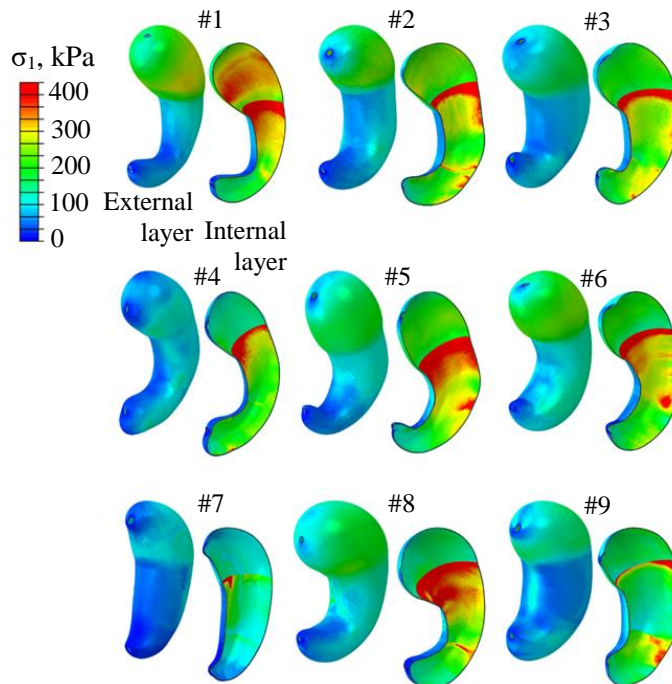 #1 #2 #3
σ₁, kPa
400
300
200
100
0
External
layer
Internal
layer
#4 #5 #6
#7 #8 #9